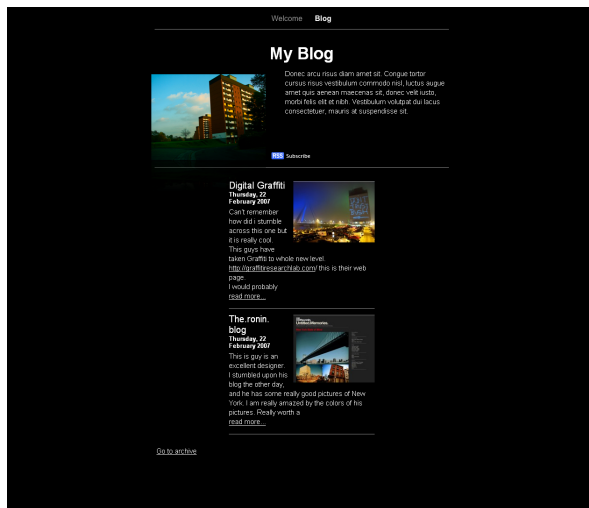 Welcome Blog
My Blog
Donec arcu risus diam amet sit. Congue tortor
cursus risus vestibulum commodo nisl, luctus augue
amet quis aenean maecenas sit, donec velit iusto,
morbi felis elit et nibh. Vestibulum volutpat dui lacus
consectetuer, mauris at suspendisse sit.
RSS Subscribe
Digital Graffiti
Thursday, 22
February 2007
Can't remember
how did i stumble
across this one but
it is really cool.
This guys have
taken Graffiti to whole new level.
http://graffitiresearchlab.com/ this is their web
page.
I would probably
read more...
The.ronin.
blog
Thursday, 22
February 2007
This is guy is an
excellent designer.
I stumbled upon his
blog the other day,
and he has some really good pictures of New
York. I am really amazed by the colors of his
pictures. Really worth a
read more...
Go to archive